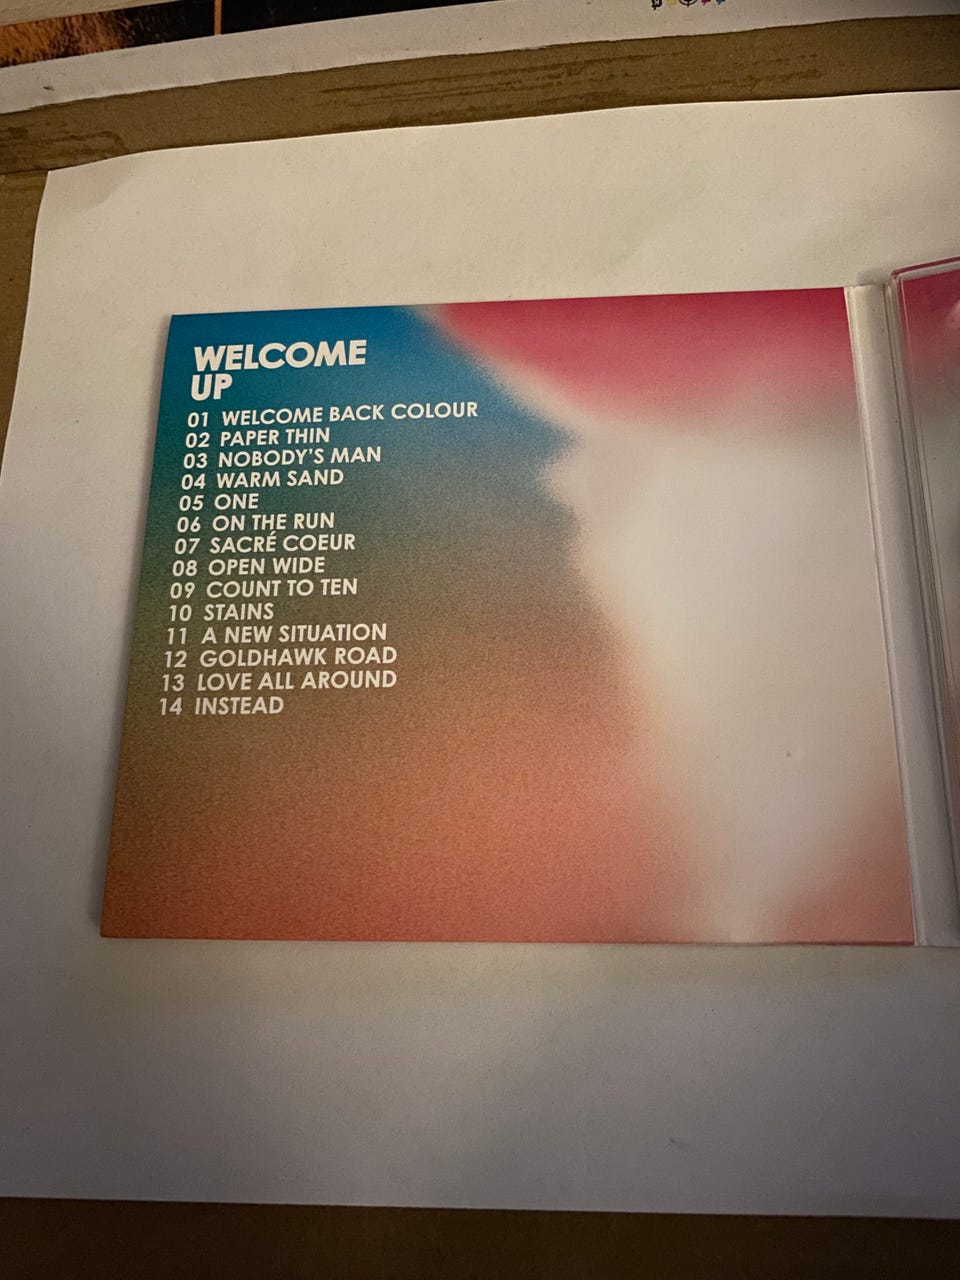 WELCOME
UP
01 WELCOME BACK COLOUR
02 PAPER THIN
03 NOBODY'S MAN
04 WARM SAND
05 ONE
06 ON THE RUN
07 SACRÉ COEUR
08 OPEN WIDE
09 COUNT TO TEN
10 STAINS
11 A NEW SITUATION
12 GOLDHAWK ROAD
13 LOVE ALL AROUND
14 INSTEAD